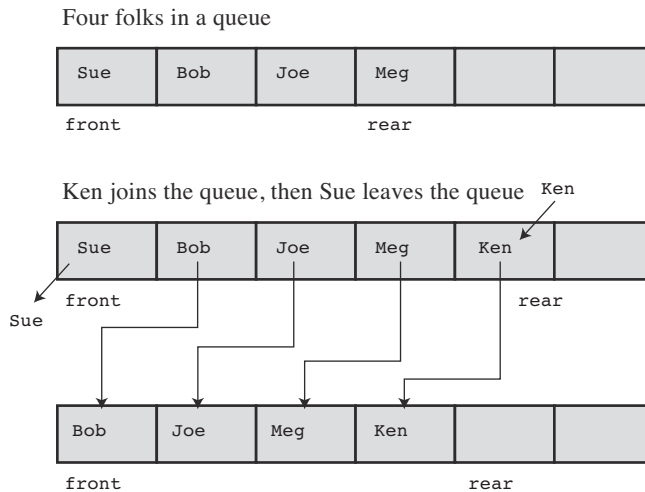 Four folks in a queue
Sue Bob Joe Meg
front rear
Ken joins the queue, then Sue leaves the queue Ken
Sue Bob Joe Meg Ken
front rear
Sue
Bob Joe Meg Ken
front rear